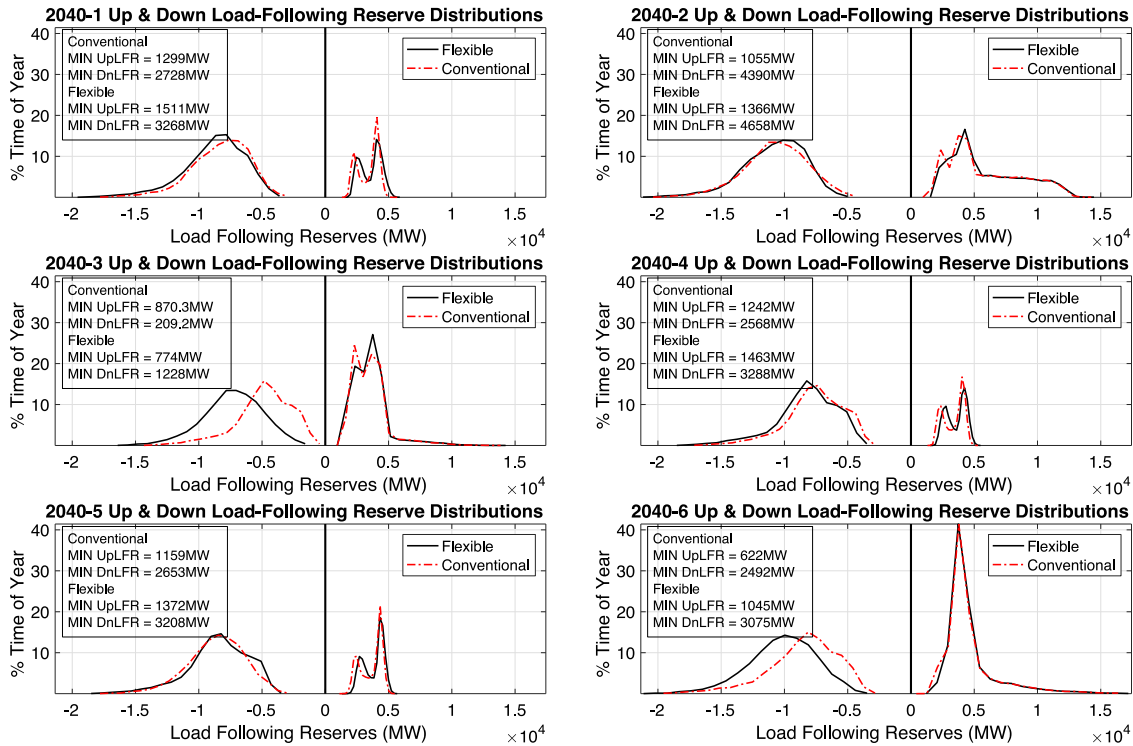 2040-1 Up & Down Load-Following Reserve Distributions
% Time of Year
40
30
20
10
Conventional
MIN UpLFR = 1299MW
MIN DnLFR = 2728MW
Flexible
MIN UpLFR = 1511MW
MIN DnLFR = 3268MW
Flexible
Conventional
-2 -1.5 -1 -0.5 0 0.5 1 1.5
Load Following Reserves (MW)
×10^4
2040-2 Up & Down Load-Following Reserve Distributions
% Time of Year
40
30
20
10
Conventional
MIN UpLFR = 1055MW
MIN DnLFR = 4390MW
Flexible
MIN UpLFR = 1366MW
MIN DnLFR = 4658MW
Flexible
Conventional
-2 -1.5 -1 -0.5 0 0.5 1 1.5
Load Following Reserves (MW)
×10^4
2040-3 Up & Down Load-Following Reserve Distributions
% Time of Year
40
30
20
10
Conventional
MIN UpLFR = 870.3MW
MIN DnLFR = 209.2MW
Flexible
MIN UpLFR = 774MW
MIN DnLFR = 1228MW
Flexible
Conventional
-2 -1.5 -1 -0.5 0 0.5 1 1.5
Load Following Reserves (MW)
×10^4
2040-4 Up & Down Load-Following Reserve Distributions
% Time of Year
40
30
20
10
Conventional
MIN UpLFR = 1242MW
MIN DnLFR = 2568MW
Flexible
MIN UpLFR = 1463MW
MIN DnLFR = 3288MW
Flexible
Conventional
-2 -1.5 -1 -0.5 0 0.5 1 1.5
Load Following Reserves (MW)
×10^4
2040-5 Up & Down Load-Following Reserve Distributions
% Time of Year
40
30
20
10
Conventional
MIN UpLFR = 1159MW
MIN DnLFR = 2653MW
Flexible
MIN UpLFR = 1372MW
MIN DnLFR = 3208MW
Flexible
Conventional
-2 -1.5 -1 -0.5 0 0.5 1 1.5
Load Following Reserves (MW)
×10^4
2040-6 Up & Down Load-Following Reserve Distributions
% Time of Year
40
30
20
10
Conventional
MIN UpLFR = 622MW
MIN DnLFR = 2492MW
Flexible
MIN UpLFR = 1045MW
MIN DnLFR = 3075MW
Flexible
Conventional
-2 -1.5 -1 -0.5 0 0.5 1 1.5
Load Following Reserves (MW)
×10^4